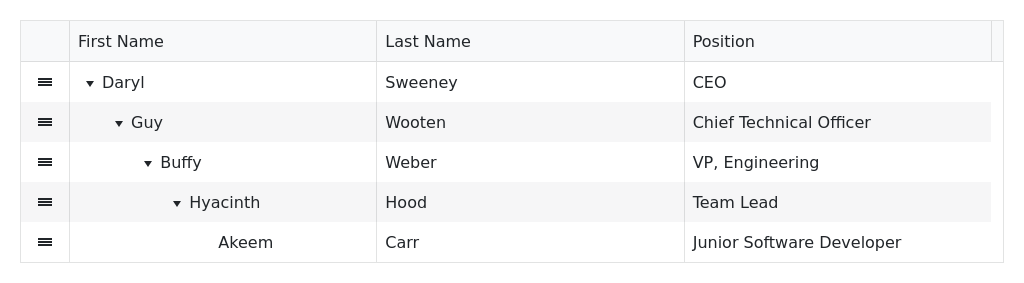 First Name Last Name Position
Daryl Sweeney CEO
Guy Wooten Chief Technical Officer
Buffy Weber VP, Engineering
Hyacinth Hood Team Lead
Akeem Carr Junior Software Developer